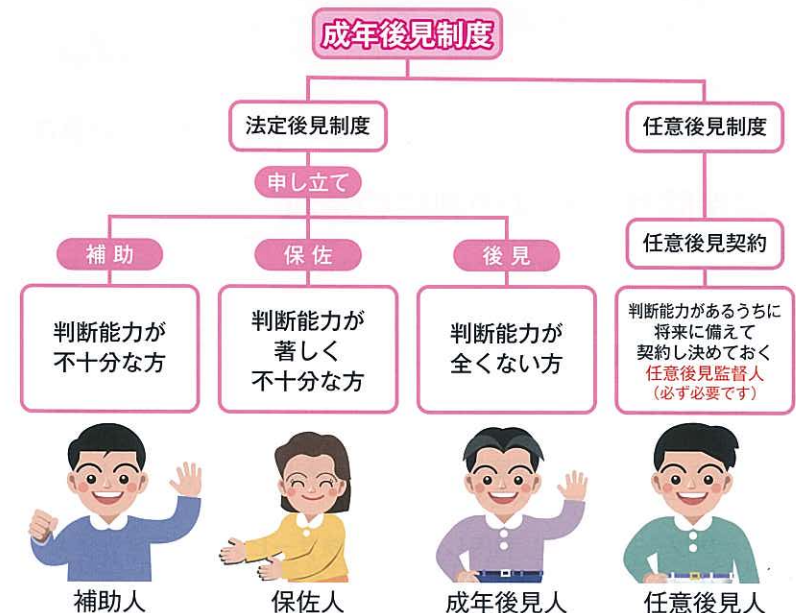 成年後見制度
法定後見制度
任意後見制度
申し立て
任意後見契約
補助
保佐
後見
判断能力が
不十分な方
判断能力が
著しく
不十分な方
判断能力が
全くない方
判断能力があるうちに
将来に備えて
契約し決めておく
任意後見監督人
（必ず必要です）
補助人
保佐人
成年後見人
任意後見人